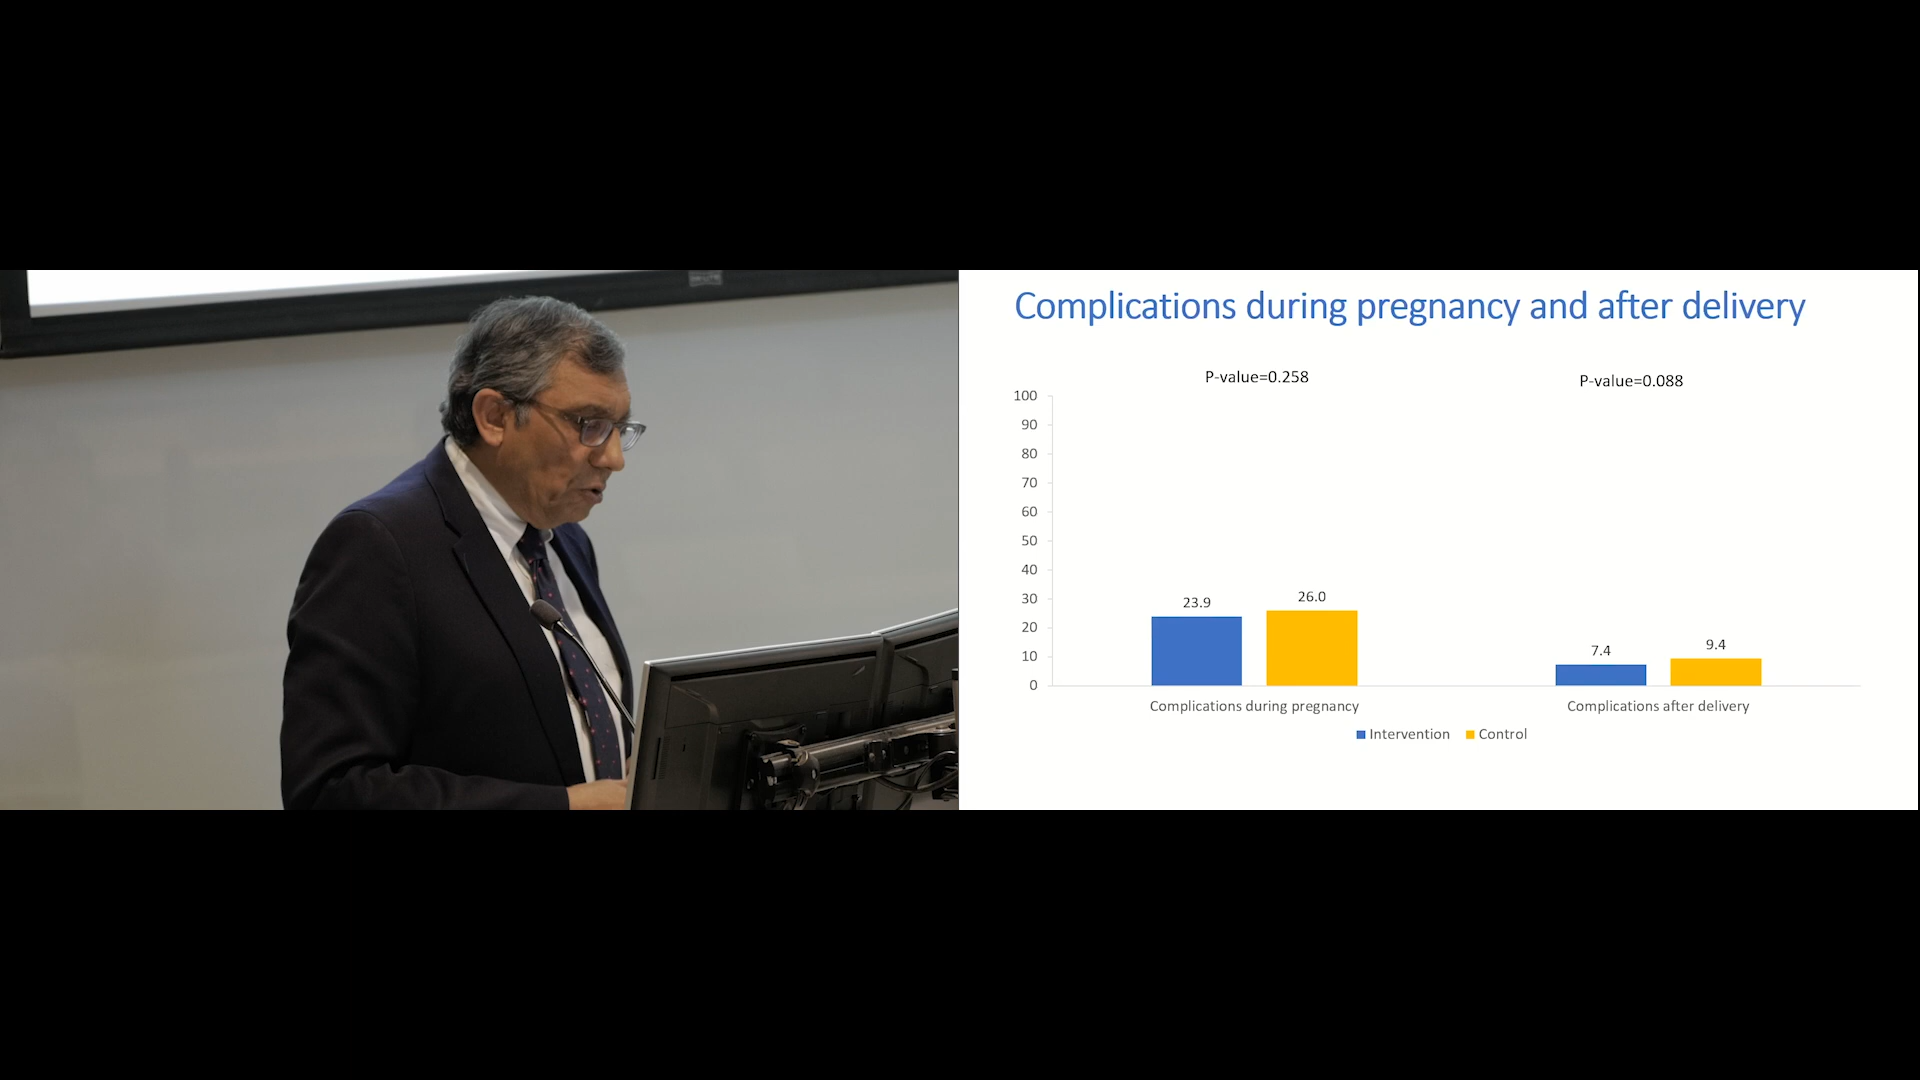 Complications during pregnancy and after delivery
P-value=0.258
P-value=0.088
100
90
80
70
60
50
40
30
20
10
0
23.9
26.0
7.4
9.4
Complications during pregnancy
Complications after delivery
Intervention
Control